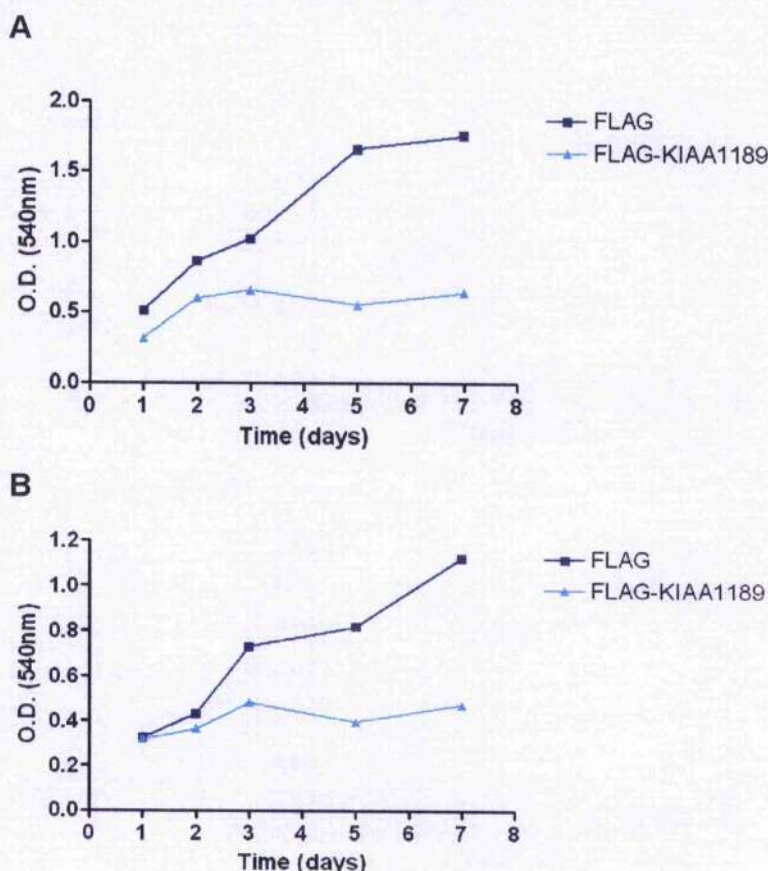 A
2.0
1.5
1.0
0.5
0.0
O.D. (540nm)
0 1 2 3 4 5 6 7 8
Time (days)
FLAG
FLAG-KIAA1189
B
1.2
1.0
0.8
0.6
0.4
0.2
0.0
O.D. (540nm)
0 1 2 3 4 5 6 7 8
Time (days)
FLAG
FLAG-KIAA1189